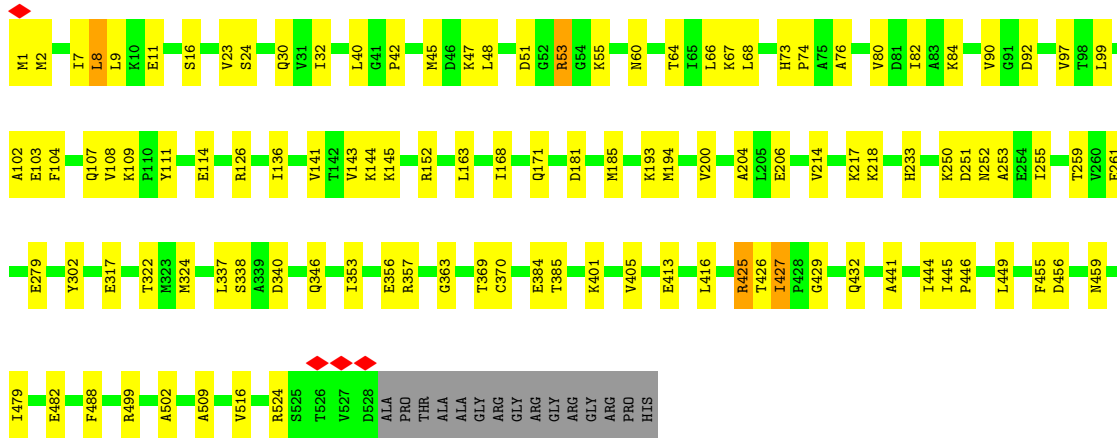 M1 M2 I7 L8 L9 K10 E11 S16 V23 S24 Q30 V31 I32 L40 G41 P42 M45 D46 K47 L48 D51 G52 R53 G54 K55 N60 T64 I65 L66 K67 L68 H73 P74 A75 A76 V80 D81 I82 A83 K84 V90 G91 D92 V97 T98 L99
A102 E103 F104 Q107 V108 K109 P110 Y111 E114 R126 I136 V141 T142 V143 K144 K145 R152 L163 I168 Q171 D181 M185 K193 M194 V200 A204 L205 E206 V214 K217 K218 H233 K250 D251 N252 A253 E254 I255 T259 V260 E261
E279 Y302 E317 T322 M323 M324 L337 S338 A339 D340 Q346 I353 E356 R357 G363 T369 C370 E384 T385 K401 V405 E413 L416 R425 T426 I427 P428 G429 Q432 A441 I444 I445 P446 L449 F455 D456 N459
I479 E482 F488 R499 A502 A509 V516 R524 S525 T526 V527 D528 ALA PRO THR ALA ALA GLY ARG GLY ARG GLY ARG GLY ARG PRO HIS